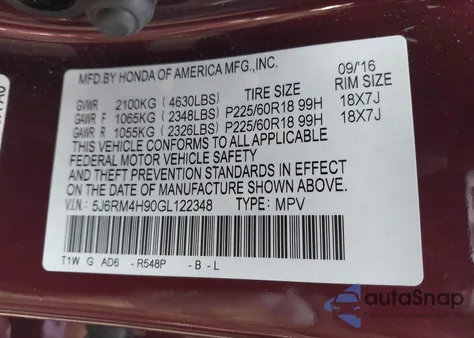 MFD.BY HONDA OF AMERICA MFG.,INC. 09/16
TIRE SIZE RIM SIZE
GVWR 2100KG ( 4630LBS)
GAWR F 1065KG ( 2348LBS) P225/60R18 99H 18X7J
GAWR R 1055KG ( 2326LBS) P225/60R18 99H 18X7J
THIS VEHICLE CONFORMS TO ALL APPLICABLE
FEDERAL MOTOR VEHICLE SAFETY
AND THEFT PREVENTION STANDARDS IN EFFECT
ON THE DATE OF MANUFACTURE SHOWN ABOVE.
V.I.N.: 5J6RM4H90GL122348 TYPE: MPV
T1W G AD6 - R548P - B - L
autoSnap